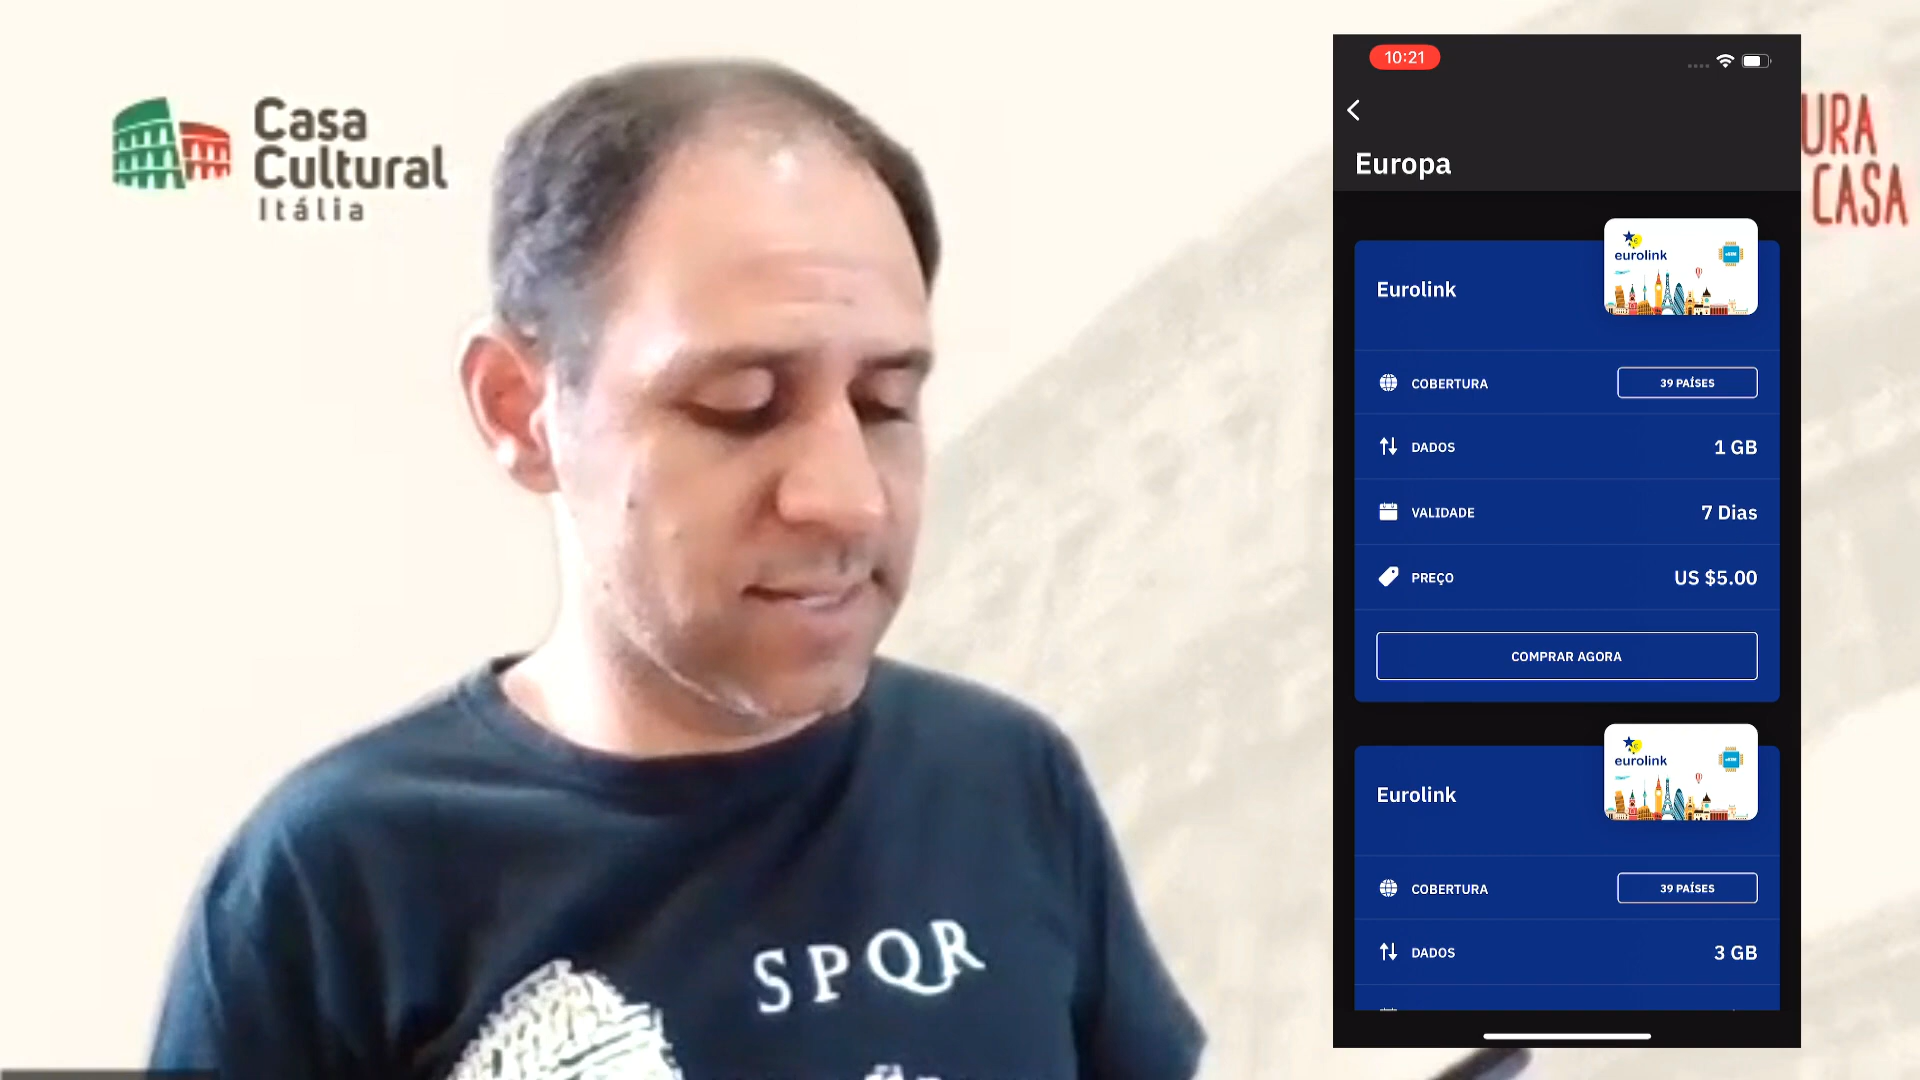 Casa
Cultural
Itália
SPQR
URA
CASA
10:21
Europa
Eurolink
eurolink
COBERTURA
39 PAÍSES
DADOS
1 GB
VALIDADE
7 Dias
PREÇO
US $5.00
COMPRAR AGORA
Eurolink
eurolink
COBERTURA
39 PAÍSES
DADOS
3 GB